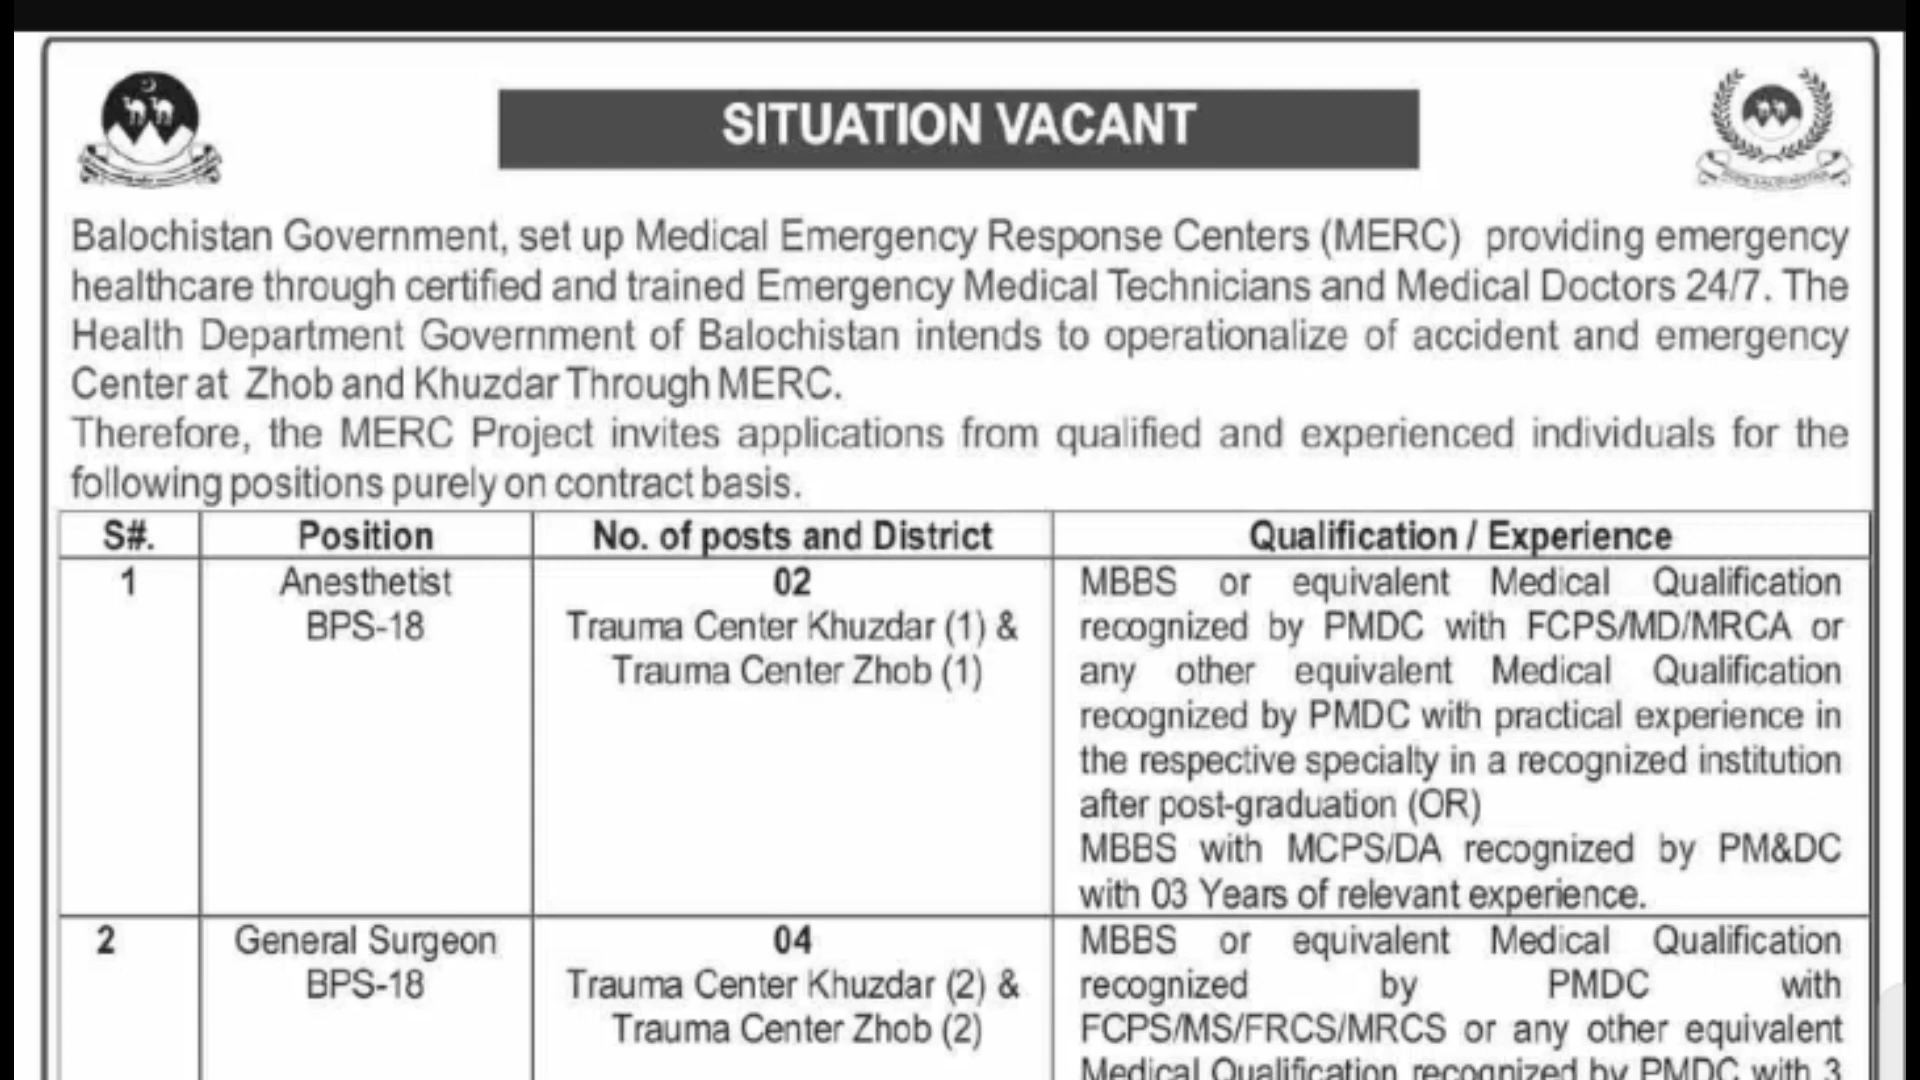 SITUATION VACANT
Balochistan Government, set up Medical Emergency Response Centers (MERC) providing emergency
healthcare through certified and trained Emergency Medical Technicians and Medical Doctors 24/7. The
Health Department Government of Balochistan intends to operationalize of accident and emergency
Center at Zhob and Khuzdar Through MERC.
Therefore, the MERC Project invites applications from qualified and experienced individuals for the
following positions purely on contract basis.
S#. Position No. of posts and District Qualification / Experience
1 Anesthetist 02 MBBS or equivalent Medical Qualification
BPS-18 Trauma Center Khuzdar (1) & recognized by PMDC with FCPS/MD/MRCA or
Trauma Center Zhob (1) any other equivalent Medical Qualification
recognized by PMDC with practical experience in
the respective specialty in a recognized institution
after post-graduation (OR)
MBBS with MCPS/DA recognized by PM&DC
with 03 Years of relevant experience.
2 General Surgeon 04 MBBS or equivalent Medical Qualification
BPS-18 Trauma Center Khuzdar (2) & recognized by PMDC with
Trauma Center Zhob (2) FCPS/MS/FRCS/MRCS or any other equivalent
Medical Qualification recognized by PMDC with 3